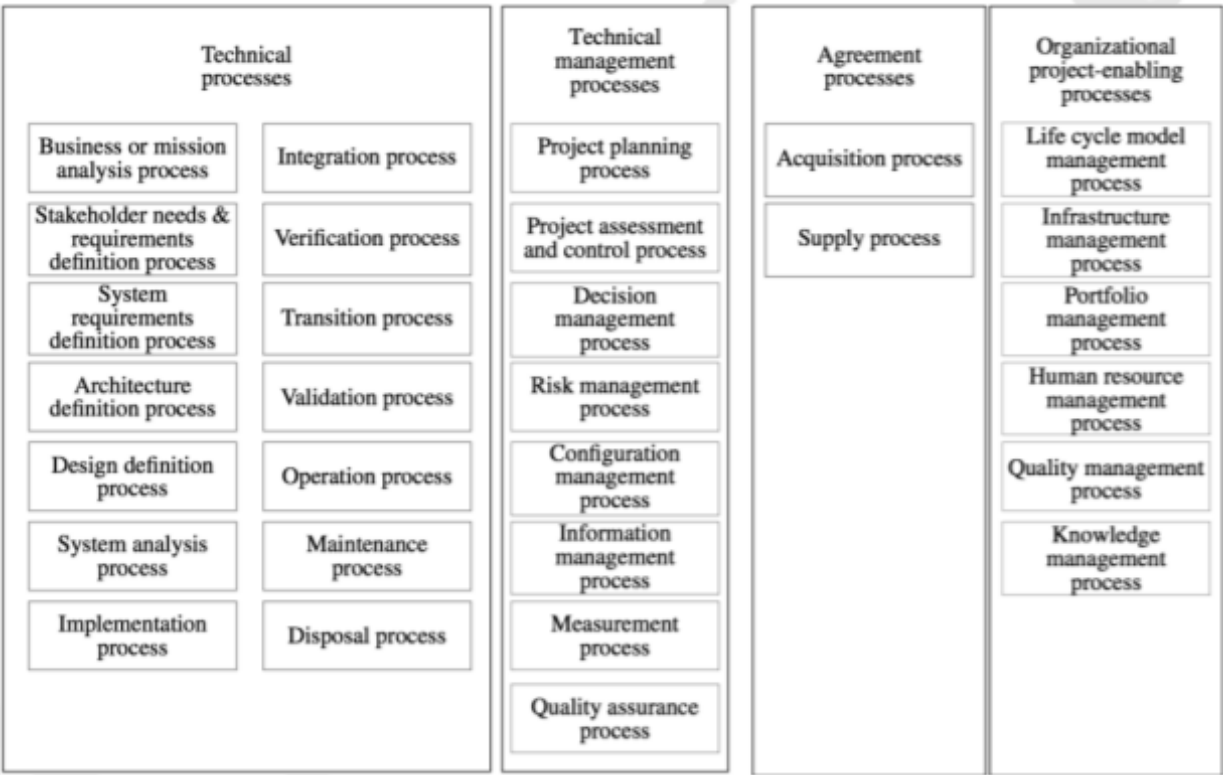 Technical
processes
Business or mission
analysis process
Stakeholder needs &
requirements
definition process
System
requirements
definition process
Architecture
definition process
Design definition
process
System analysis
process
Implementation
process
Integration process
Verification process
Transition process
Validation process
Operation process
Maintenance
process
Disposal process
Technical
management
processes
Project planning
process
Project assessment
and control process
Decision
management
process
Risk management
process
Configuration
management
process
Information
management
process
Measurement
process
Quality assurance
process
Agreement
processes
Acquisition process
Supply process
Organizational
project-enabling
processes
Life cycle model
management
process
Infrastructure
management
process
Portfolio
management
process
Human resource
management
process
Quality management
process
Knowledge
management
process